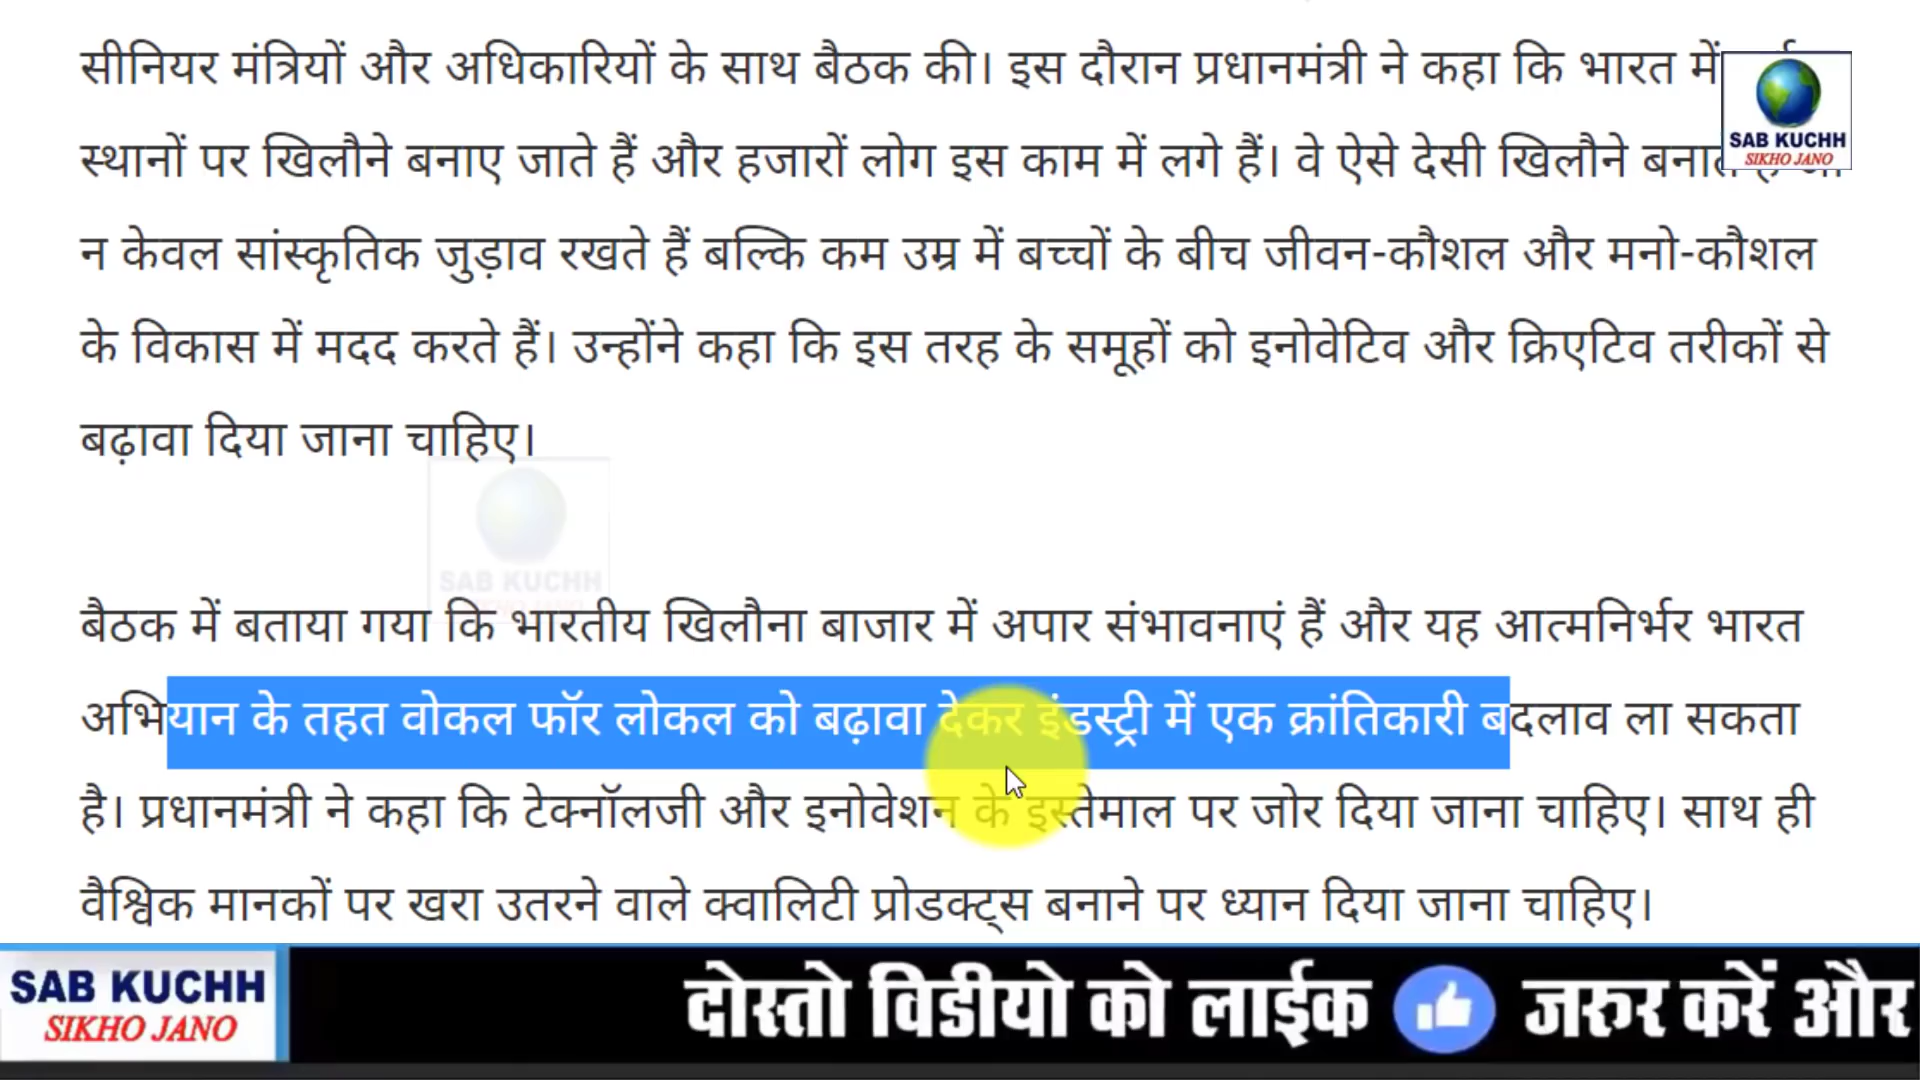 सीनियर मंत्रियों और अधिकारियों के साथ बैठक की। इस दौरान प्रधानमंत्री ने कहा कि भारत में
SAB KUCHH
SIKHO JANO
स्थानों पर खिलौने बनाए जाते हैं और हजारों लोग इस काम में लगे हैं। वे ऐसे देसी खिलौने
न केवल सांस्कृतिक जुड़ाव रखते हैं बल्कि कम उम्र में बच्चों के बीच जीवन-कौशल और मनो-कौशल
के विकास में मदद करते हैं। उन्होंने कहा कि इस तरह के समूहों को इनोवेटिव और क्रिएटिव तरीकों से
बढ़ावा दिया जाना चाहिए।
SAB KUCHH
SIKHO JANO
बैठक में बताया गया कि भारतीय खिलौना बाजार में अपार संभावनाएं हैं और यह आत्मनिर्भर भारत
अभियान के तहत वोकल फॉर लोकल को बढ़ावा देकर इंडस्ट्री में एक क्रांतिकारी बदलाव ला सकता
है। प्रधानमंत्री ने कहा कि टेक्नॉलजी और इनोवेशन के इस्तेमाल पर जोर दिया जाना चाहिए। साथ ही
वैश्विक मानकों पर खरा उतरने वाले क्वालिटी प्रोडक्ट्स बनाने पर ध्यान दिया जाना चाहिए।
SAB KUCHH
SIKHO JANO
दोस्तो विडीयो को लाईक जरुर करें और